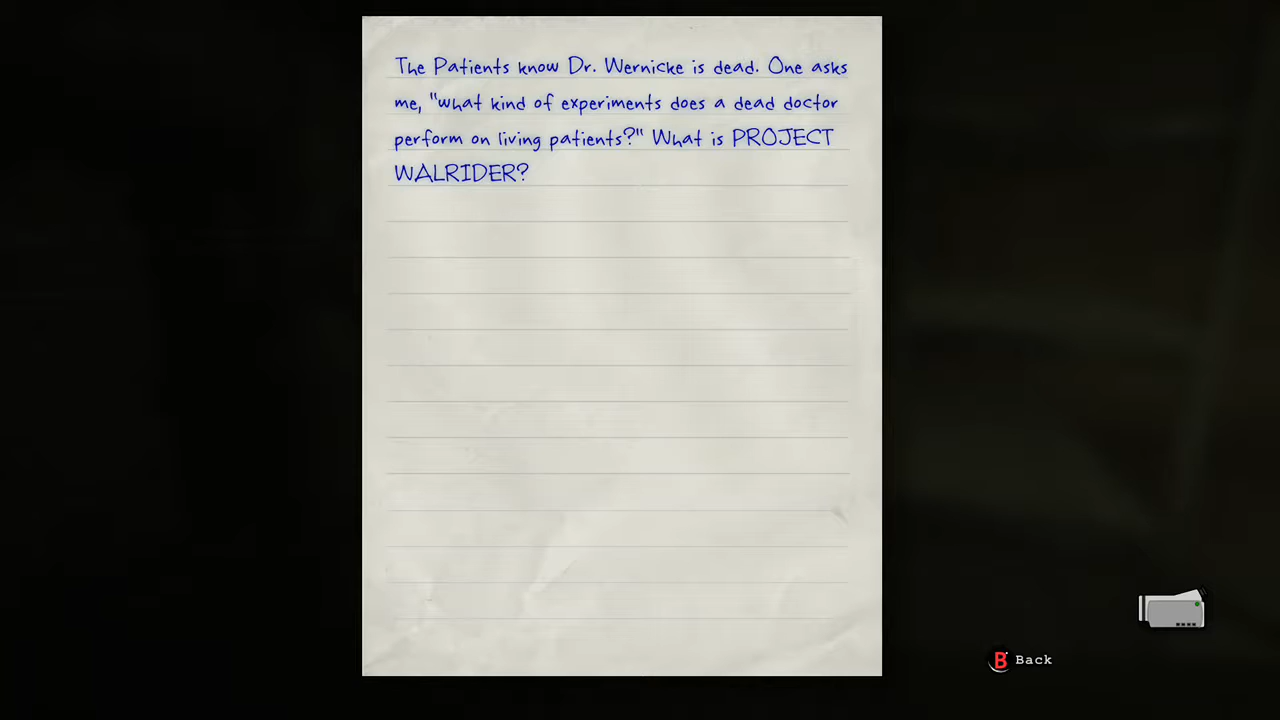 The Patients know Dr. Wernicke is dead. One asks
me, "what kind of experiments does a dead doctor
perform on living patients?" What is PROJECT
WALRIDER?
B Back